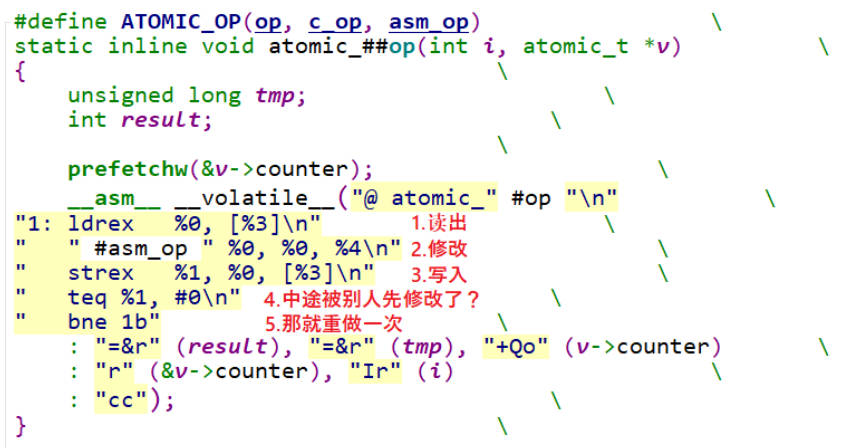 #define ATOMIC_OP(op, c_op, asm_op) \
static inline void atomic_##op(int i, atomic_t *v) \
{ \
unsigned long tmp; \
int result; \
\
prefetchw(&v->counter); \
__asm__ __volatile__("@ atomic_" #op "\n" \
"1: ldrex %0, [%3]\n" 1.读出 \
" " #asm_op " %0, %0, %4\n" 2.修改 \
" strex %1, %0, [%3]\n" 3.写入 \
" teq %1, #0\n" 4.中途被别人先修改了？ \
" bne 1b" 5.那就重做一次 \
: "=&r" (result), "=&r" (tmp), "+Qo" (v->counter) \
: "r" (&v->counter), "Ir" (i) \
: "cc"); \
} \